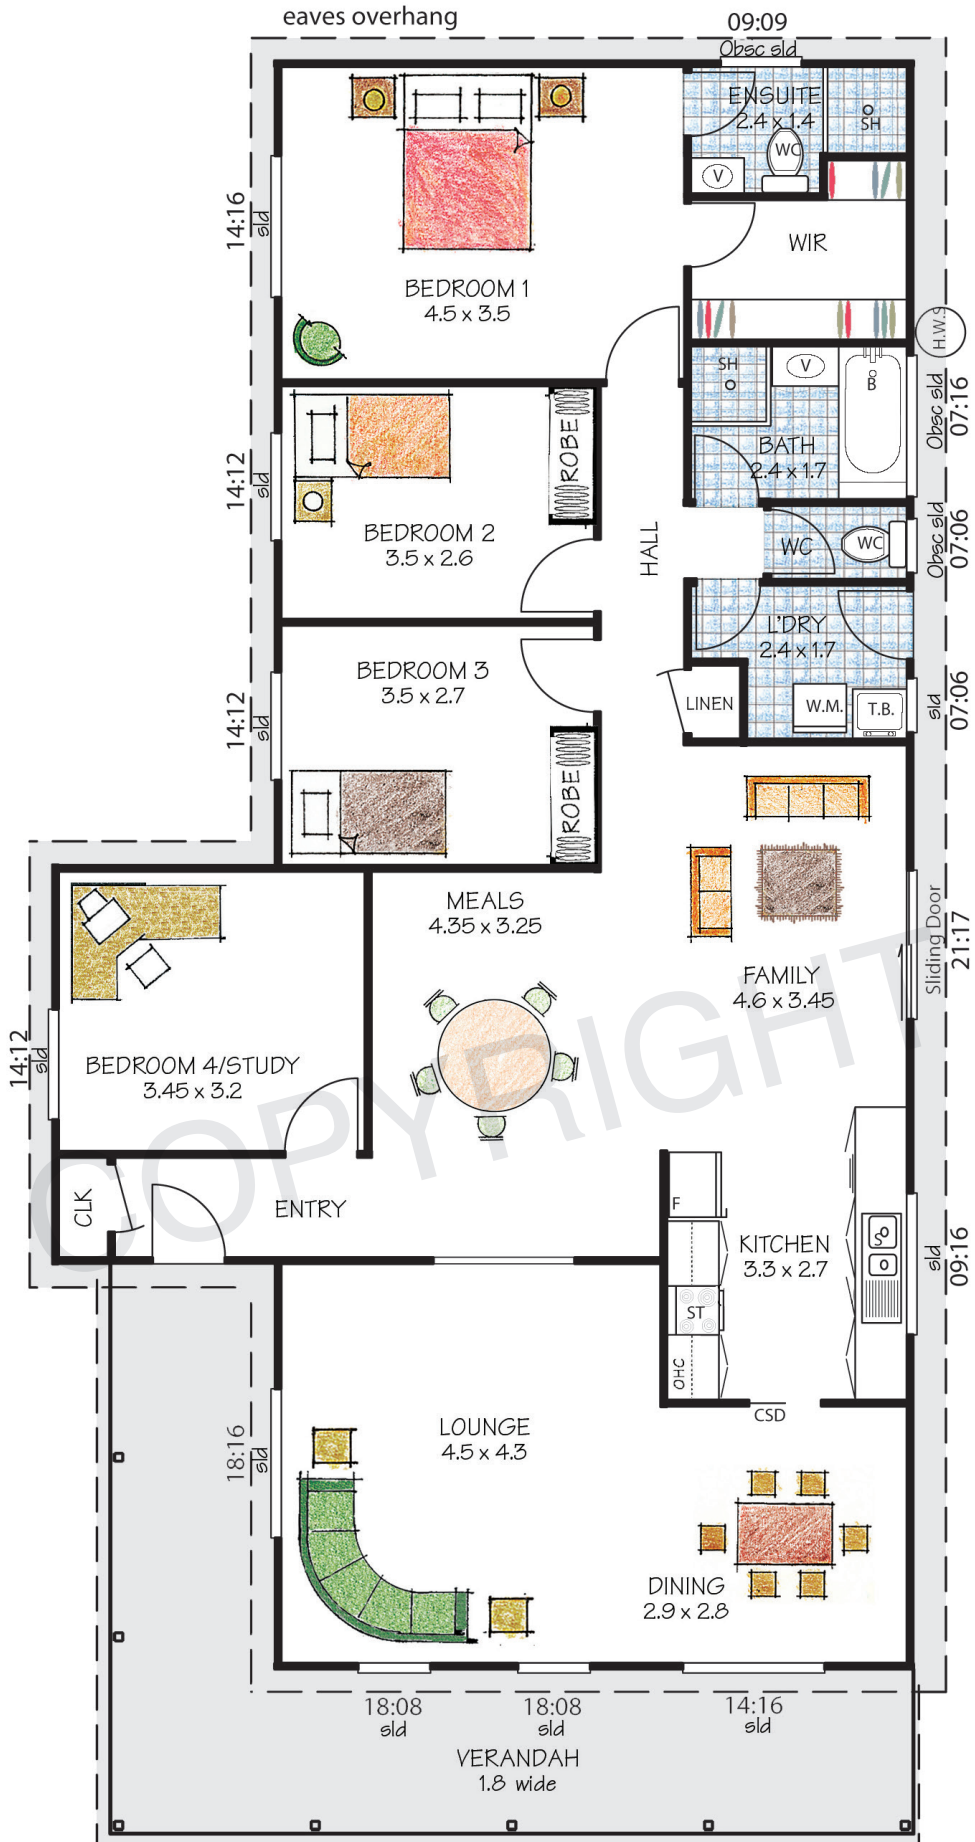 eaves overhang
09:09
Obsc sld
ENSUITE
2.4 x 1.4
WC
SH
V
14:16
sld
WIR
BEDROOM 1
4.5 x 3.5
H.W.S
SH
V
B
Obsc sld
07:16
BATH
2.4 x 1.7
ROBE
14:12
sld
BEDROOM 2
3.5 x 2.6
HALL
WC
WC
Obsc sld
07:06
L'DRY
2.4 x 1.7
BEDROOM 3
3.5 x 2.7
LINEN
W.M.
T.B.
sld
07:06
14:12
sld
ROBE
MEALS
4.35 x 3.25
FAMILY
4.6 x 3.45
Sliding Door
21:17
14:12
sld
BEDROOM 4/STUDY
3.45 x 3.2
COPYRIGHT
CLK
ENTRY
F
KITCHEN
3.3 x 2.7
S
sld
09:16
ST
OHC
CSD
LOUNGE
4.5 x 4.3
18:16
sld
DINING
2.9 x 2.8
18:08
sld
18:08
sld
14:16
sld
VERANDAH
1.8 wide